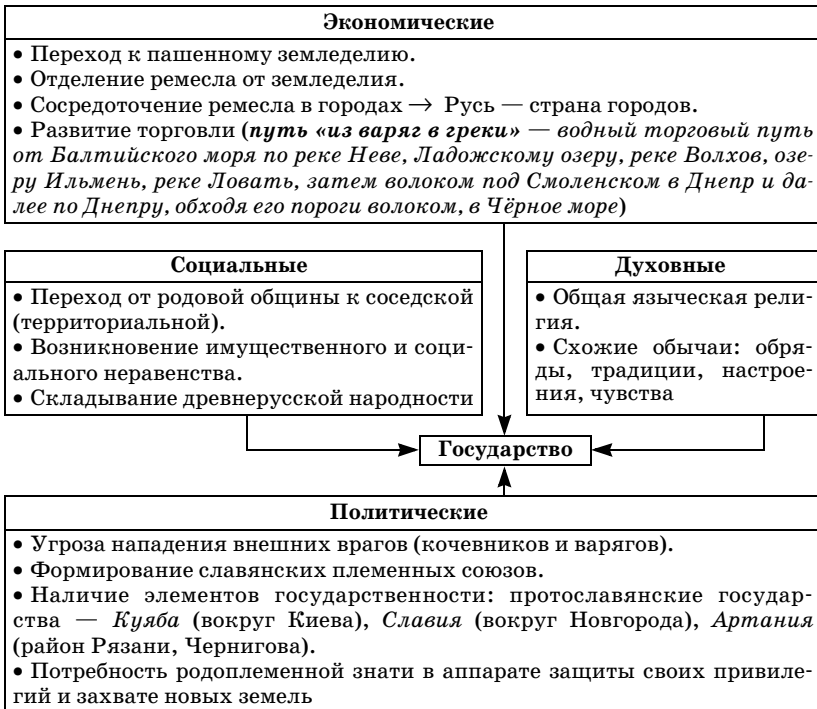 Экономические
• Переход к пашенному земледелию.
• Отделение ремесла от земледелия.
• Сосредоточение ремесла в городах → Русь — страна городов.
• Развитие торговли (путь «из варяг в греки» — водный торговый путь
от Балтийского моря по реке Неве, Ладожскому озеру, реке Волхов, озе-
ру Ильмень, реке Ловать, затем волоком под Смоленском в Днепр и да-
лее по Днепру, обходя его пороги волоком, в Чёрное море)
Социальные
• Переход от родовой общины к соседской
(территориальной).
• Возникновение имущественного и соци-
ального неравенства.
• Складывание древнерусской народности
Духовные
• Общая языческая рели-
гия.
• Схожие обычаи: обря-
ды, традиции, настрое-
ния, чувства
Государство
Политические
• Угроза нападения внешних врагов (кочевников и варягов).
• Формирование славянских племенных союзов.
• Наличие элементов государственности: протославянские государ-
ства — Куяба (вокруг Киева), Славия (вокруг Новгорода), Артания
(район Рязани, Чернигова).
• Потребность родоплеменной знати в аппарате защиты своих привиле-
гий и захвате новых земель